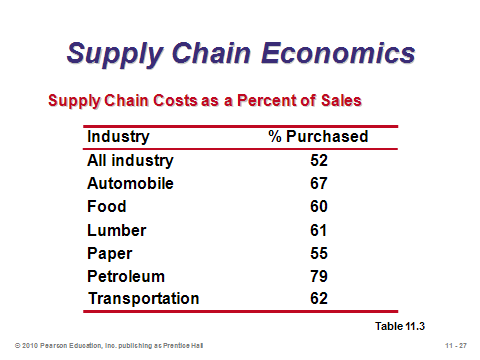 Supply Chain Economics
Supply Chain Costs as a Percent of Sales
Industry % Purchased
All industry 52
Automobile 67
Food 60
Lumber 61
Paper 55
Petroleum 79
Transportation 62
Table 11.3
© 2010 Pearson Education, Inc. publishing as Prentice Hall 11 - 27